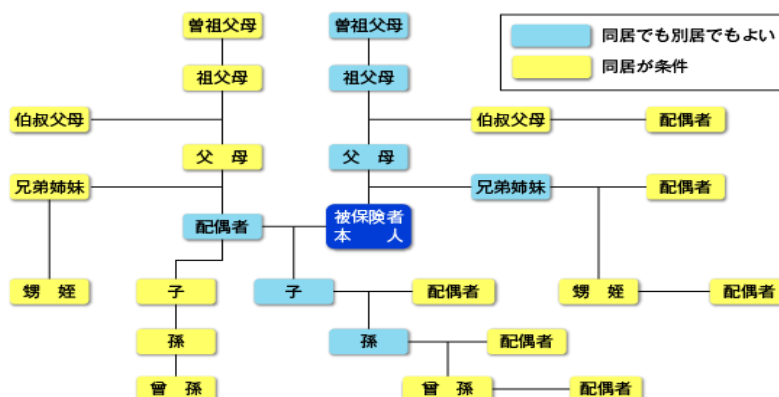 曽祖父母
曽祖父母
同居でも別居でもよい
祖父母
祖父母
同居が条件
伯叔父母
伯叔父母
配偶者
父 母
父 母
兄弟姉妹
兄弟姉妹
配偶者
配偶者
被保険者
本 人
甥 姪
子
子
配偶者
甥 姪
配偶者
孫
孫
配偶者
曾 孫
曾 孫
配偶者